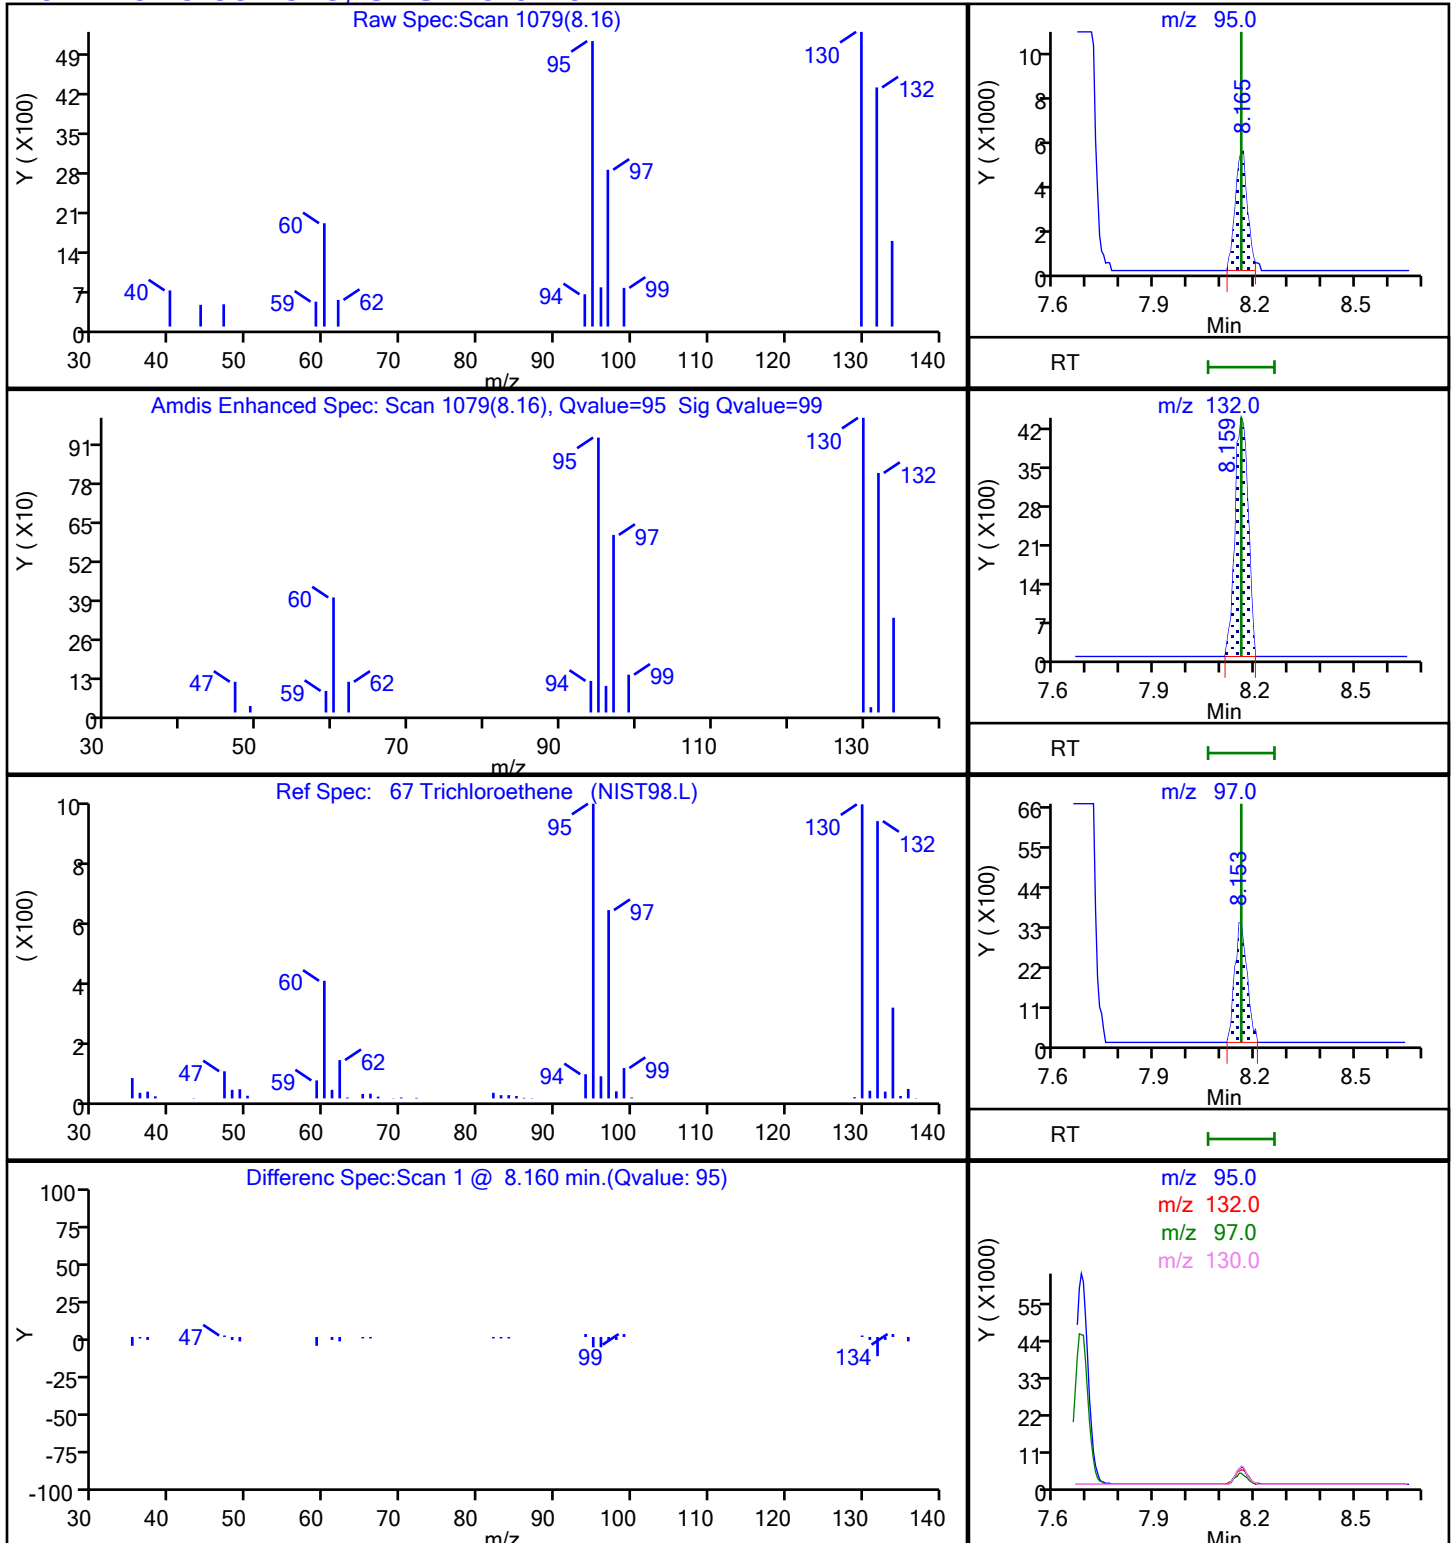 Raw Spec:Scan 1079(8.16)
Y ( X100)
49
42
35
28
21
14
7
0
40
59
60
62
94
95
97
99
130
132
30 40 50 60 70 80 90 100 110 120 130 140
m/z
m/z 95.0
Y ( X1000)
10
8
6
4
2
0
8.165
7.6 7.9 8.2 8.5
Min
RT
Amdis Enhanced Spec: Scan 1079(8.16), Qvalue=95 Sig Qvalue=99
Y ( X10)
91
78
65
52
39
26
13
0
47
59
60
62
94
95
97
99
130
132
30 50 70 90 110 130
m/z
m/z 132.0
Y ( X100)
42
35
28
21
14
7
0
8.159
7.6 7.9 8.2 8.5
Min
RT
Ref Spec: 67 Trichloroethene (NIST98.L)
( X100)
10
8
6
4
2
0
47
59
60
62
94
95
97
99
130
132
30 40 50 60 70 80 90 100 110 120 130 140
m/z 97.0
Y ( X100)
66
55
44
33
22
11
0
8.153
7.6 7.9 8.2 8.5
Min
RT
Differenc Spec:Scan 1 @ 8.160 min.(Qvalue: 95)
Y
100
75
50
25
0
-25
-50
-75
-100
47
99
134
30 40 50 60 70 80 90 100 110 120 130 140
m/z
m/z 95.0
m/z 132.0
m/z 97.0
m/z 130.0
Y ( X1000)
55
44
33
22
11
0
7.6 7.9 8.2 8.5
Min